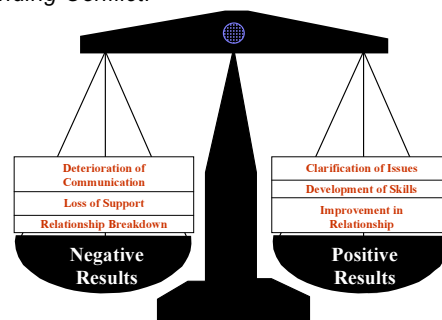 Deterioration of
Communication
Loss of Support
Relationship Breakdown
Negative
Results
Clarification of Issues
Development of Skills
Improvement in
Relationship
Positive
Results